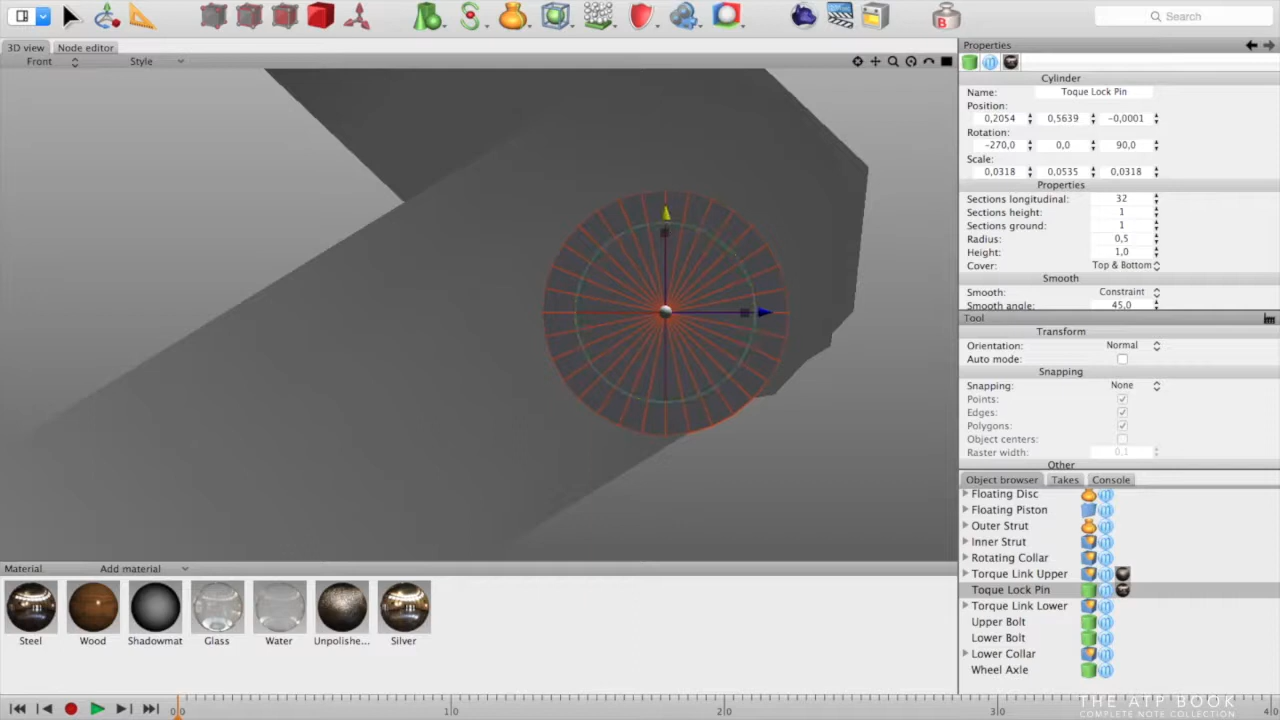 Search
3D view Node editor
Front Style
Properties
Cylinder
Name: Toque Lock Pin
Position:
0,2054 0,5639 -0,0001
Rotation:
-270,0 0,0 90,0
Scale:
0,0318 0,0535 0,0318
Properties
Sections longitudinal: 32
Sections height: 1
Sections ground: 1
Radius: 0,5
Height: 1,0
Cover: Top & Bottom
Smooth
Smooth: Constraint
Smooth angle: 45,0
Tool
Transform
Orientation: Normal
Auto mode:
Snapping
Snapping: None
Points:
Edges:
Polygons:
Object centers:
Raster width: 0,1
Other
Object browser Takes Console
Floating Disc
Floating Piston
Outer Strut
Inner Strut
Rotating Collar
Torque Link Upper
Toque Lock Pin
Torque Link Lower
Upper Bolt
Lower Bolt
Lower Collar
Wheel Axle
Material Add material
Steel Wood Shadowmat Glass Water Unpolishe... Silver
0.0 1.0 2.0 3.0 4.0
THE ATP BOOK
COMPLETE NOTE COLLECTION